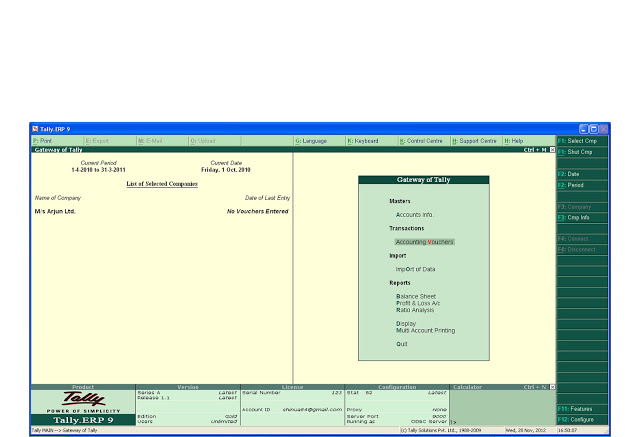 Tally.ERP 9
P: Print E: Export M: E-Mail O: Upload G: Language K: Keyboard K: Control Centre H: Support Centre H: Help F1: Select Cmp
Gateway of Tally Ctrl + M
F1: Shut Cmp
Current Period Current Date
1-4-2010 to 31-3-2011 Friday, 1 Oct, 2010
F2: Date
F2: Period
List of Selected Companies
Name of Company Date of Last Entry
F3: Company
M/s Arjun Ltd. No Vouchers Entered
F3: Cmp Info
F4: Connect
F4: Disconnect
Gateway of Tally
Masters
Accounts Info.
Transactions
Accounting Vouchers
Import
ImpOrt of Data
Reports
Balance Sheet
Profit & Loss A/c
Ratio Analysis
Display
Multi Account Printing
Quit
Product Version License Configuration Calculator Ctrl + N
Tally
POWER OF SIMPLICITY
Tally.ERP 9
Series A Latest
Release 1.1 Latest
Edition Gold
Users Unlimited
Serial Number 123
Account ID
Stat Latest
Proxy None
Server Port 9000
Running as ODBC Server
1>
F11: Features
F12: Configure
Tally MAIN --> Gateway of Tally (c) Tally Solutions Pvt. Ltd., 1988-2009 Wed, 28 Nov, 2012 16:50:07